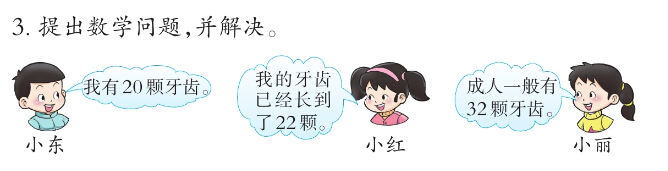 3. 提出数学问题,并解决。
我有20颗牙齿。
我的牙齿
已经长到
了22颗。
成人一般有
32颗牙齿。
小东
小红
小丽